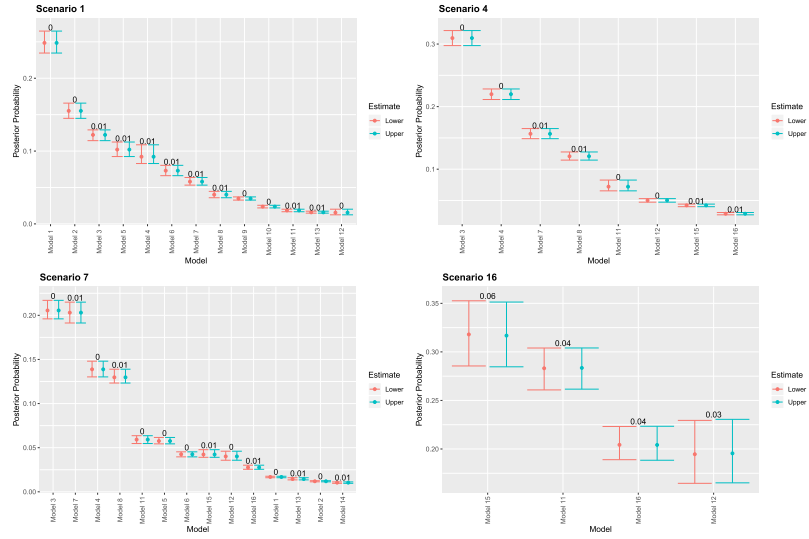 Scenario 1
Posterior Probability
0.2
0.1
0.0
0
0
0.01
0.01
0.01
0.01
0.01
0.01
0
0
0.01
0.01
0
Model 1
Model 2
Model 3
Model 5
Model 4
Model 6
Model 7
Model 8
Model 9
Model 10
Model 11
Model 13
Model 12
Model
Estimate
Lower
Upper
Scenario 4
Posterior Probability
0.3
0.2
0.1
0
0
0.01
0.01
0
0
0.01
0.01
Model 3
Model 4
Model 7
Model 8
Model 11
Model 12
Model 15
Model 16
Model
Estimate
Lower
Upper
Scenario 7
Posterior Probability
0.20
0.15
0.10
0.05
0.00
0
0.01
0
0.01
0
0
0
0.01
0
0.01
0
0.01
0
0.01
Model 3
Model 7
Model 4
Model 8
Model 11
Model 5
Model 6
Model 15
Model 12
Model 16
Model 1
Model 13
Model 2
Model 14
Model
Estimate
Lower
Upper
Scenario 16
Posterior Probability
0.35
0.30
0.25
0.20
0.06
0.04
0.04
0.03
Model 15
Model 11
Model 16
Model 12
Model
Estimate
Lower
Upper